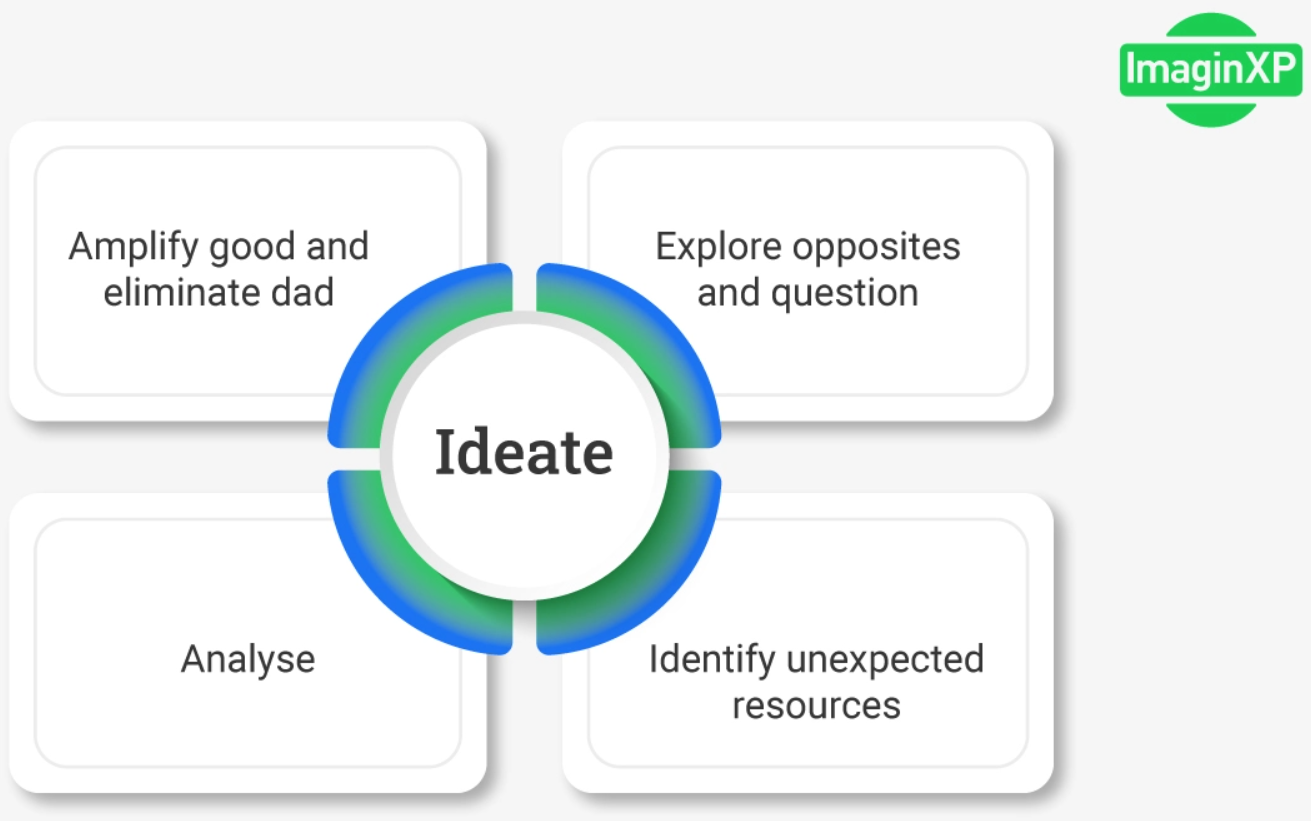 ImaginXP
Amplify good and
eliminate dad
Explore opposites
and question
Ideate
Analyse
Identify unexpected
resources